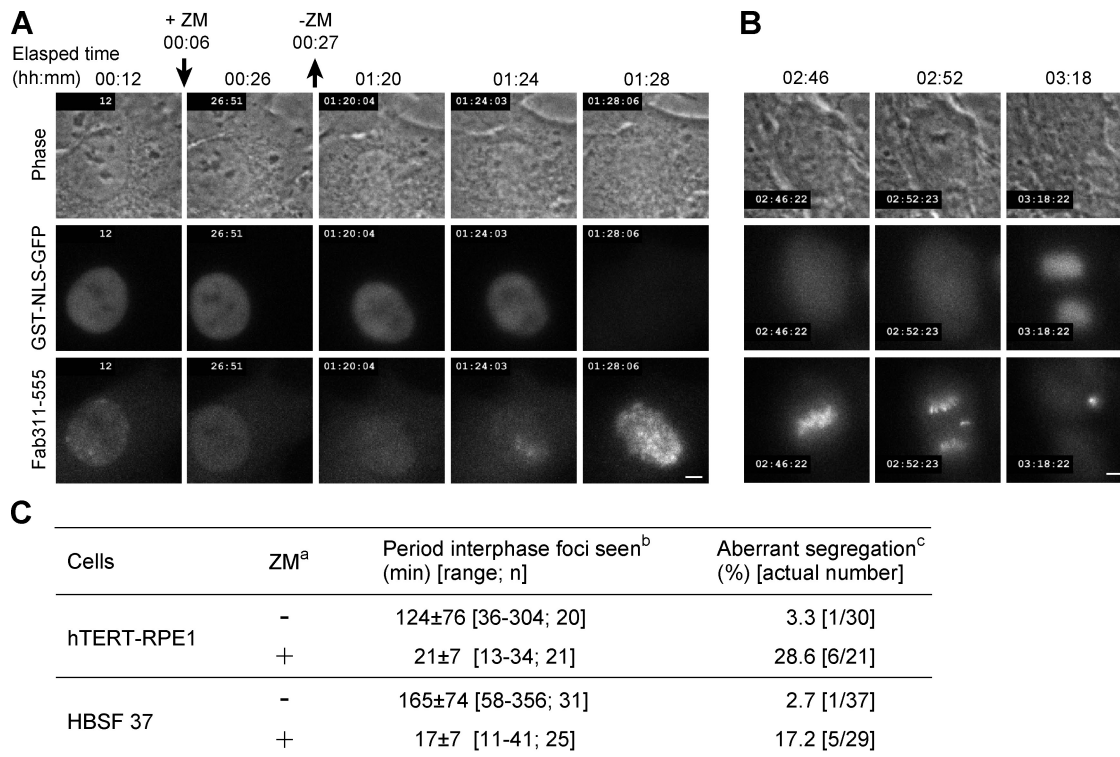 A
+ ZM
00:06
-ZM
00:27
Elasped time
(hh:mm) 00:12 00:26 01:20 01:24 01:28
Phase
12 26:51 01:20:04 01:24:03 01:28:06
GST-NLS-GFP
12 26:51 01:20:04 01:24:03 01:28:06
Fab311-555
12 26:51 01:20:04 01:24:03 01:28:06
B
02:46 02:52 03:18
02:46:22 02:52:23 03:18:22
02:46:22 02:52:23 03:18:22
02:46:22 02:52:23 03:18:22
C
Cells ZMa Period interphase foci seenb Aberrant segregationc
(min) [range; n] (%) [actual number]
hTERT-RPE1
- 124±76 [36-304; 20] 3.3 [1/30]
+ 21±7 [13-34; 21] 28.6 [6/21]
HBSF 37
- 165±74 [58-356; 31] 2.7 [1/37]
+ 17±7 [11-41; 25] 17.2 [5/29]